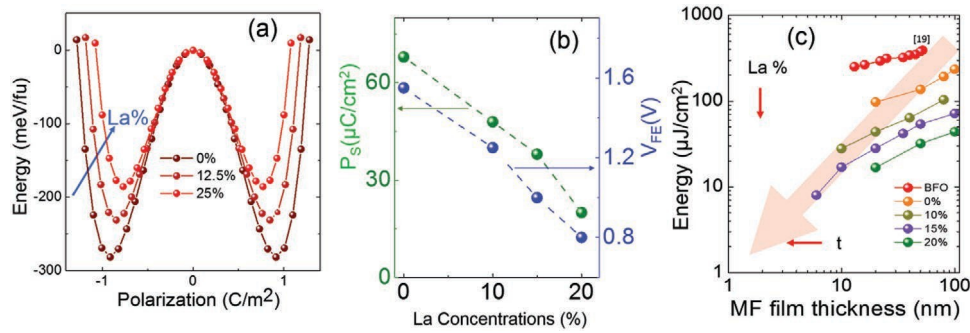 (a)
Energy (meV/fu)
0
-100
-200
-300
La%
0%
12.5%
25%
-1 0 1
Polarization (C/m²)
(b)
Pₛ(µC/cm²)
60
30
0
V_FE(V)
1.6
1.2
0.8
0 10 20
La Concentrations (%)
(c)
Energy (µJ/cm²)
1000
100
10
1
[19]
La %
BFO
0%
10%
15%
20%
t
1 10 100
MF film thickness (nm)